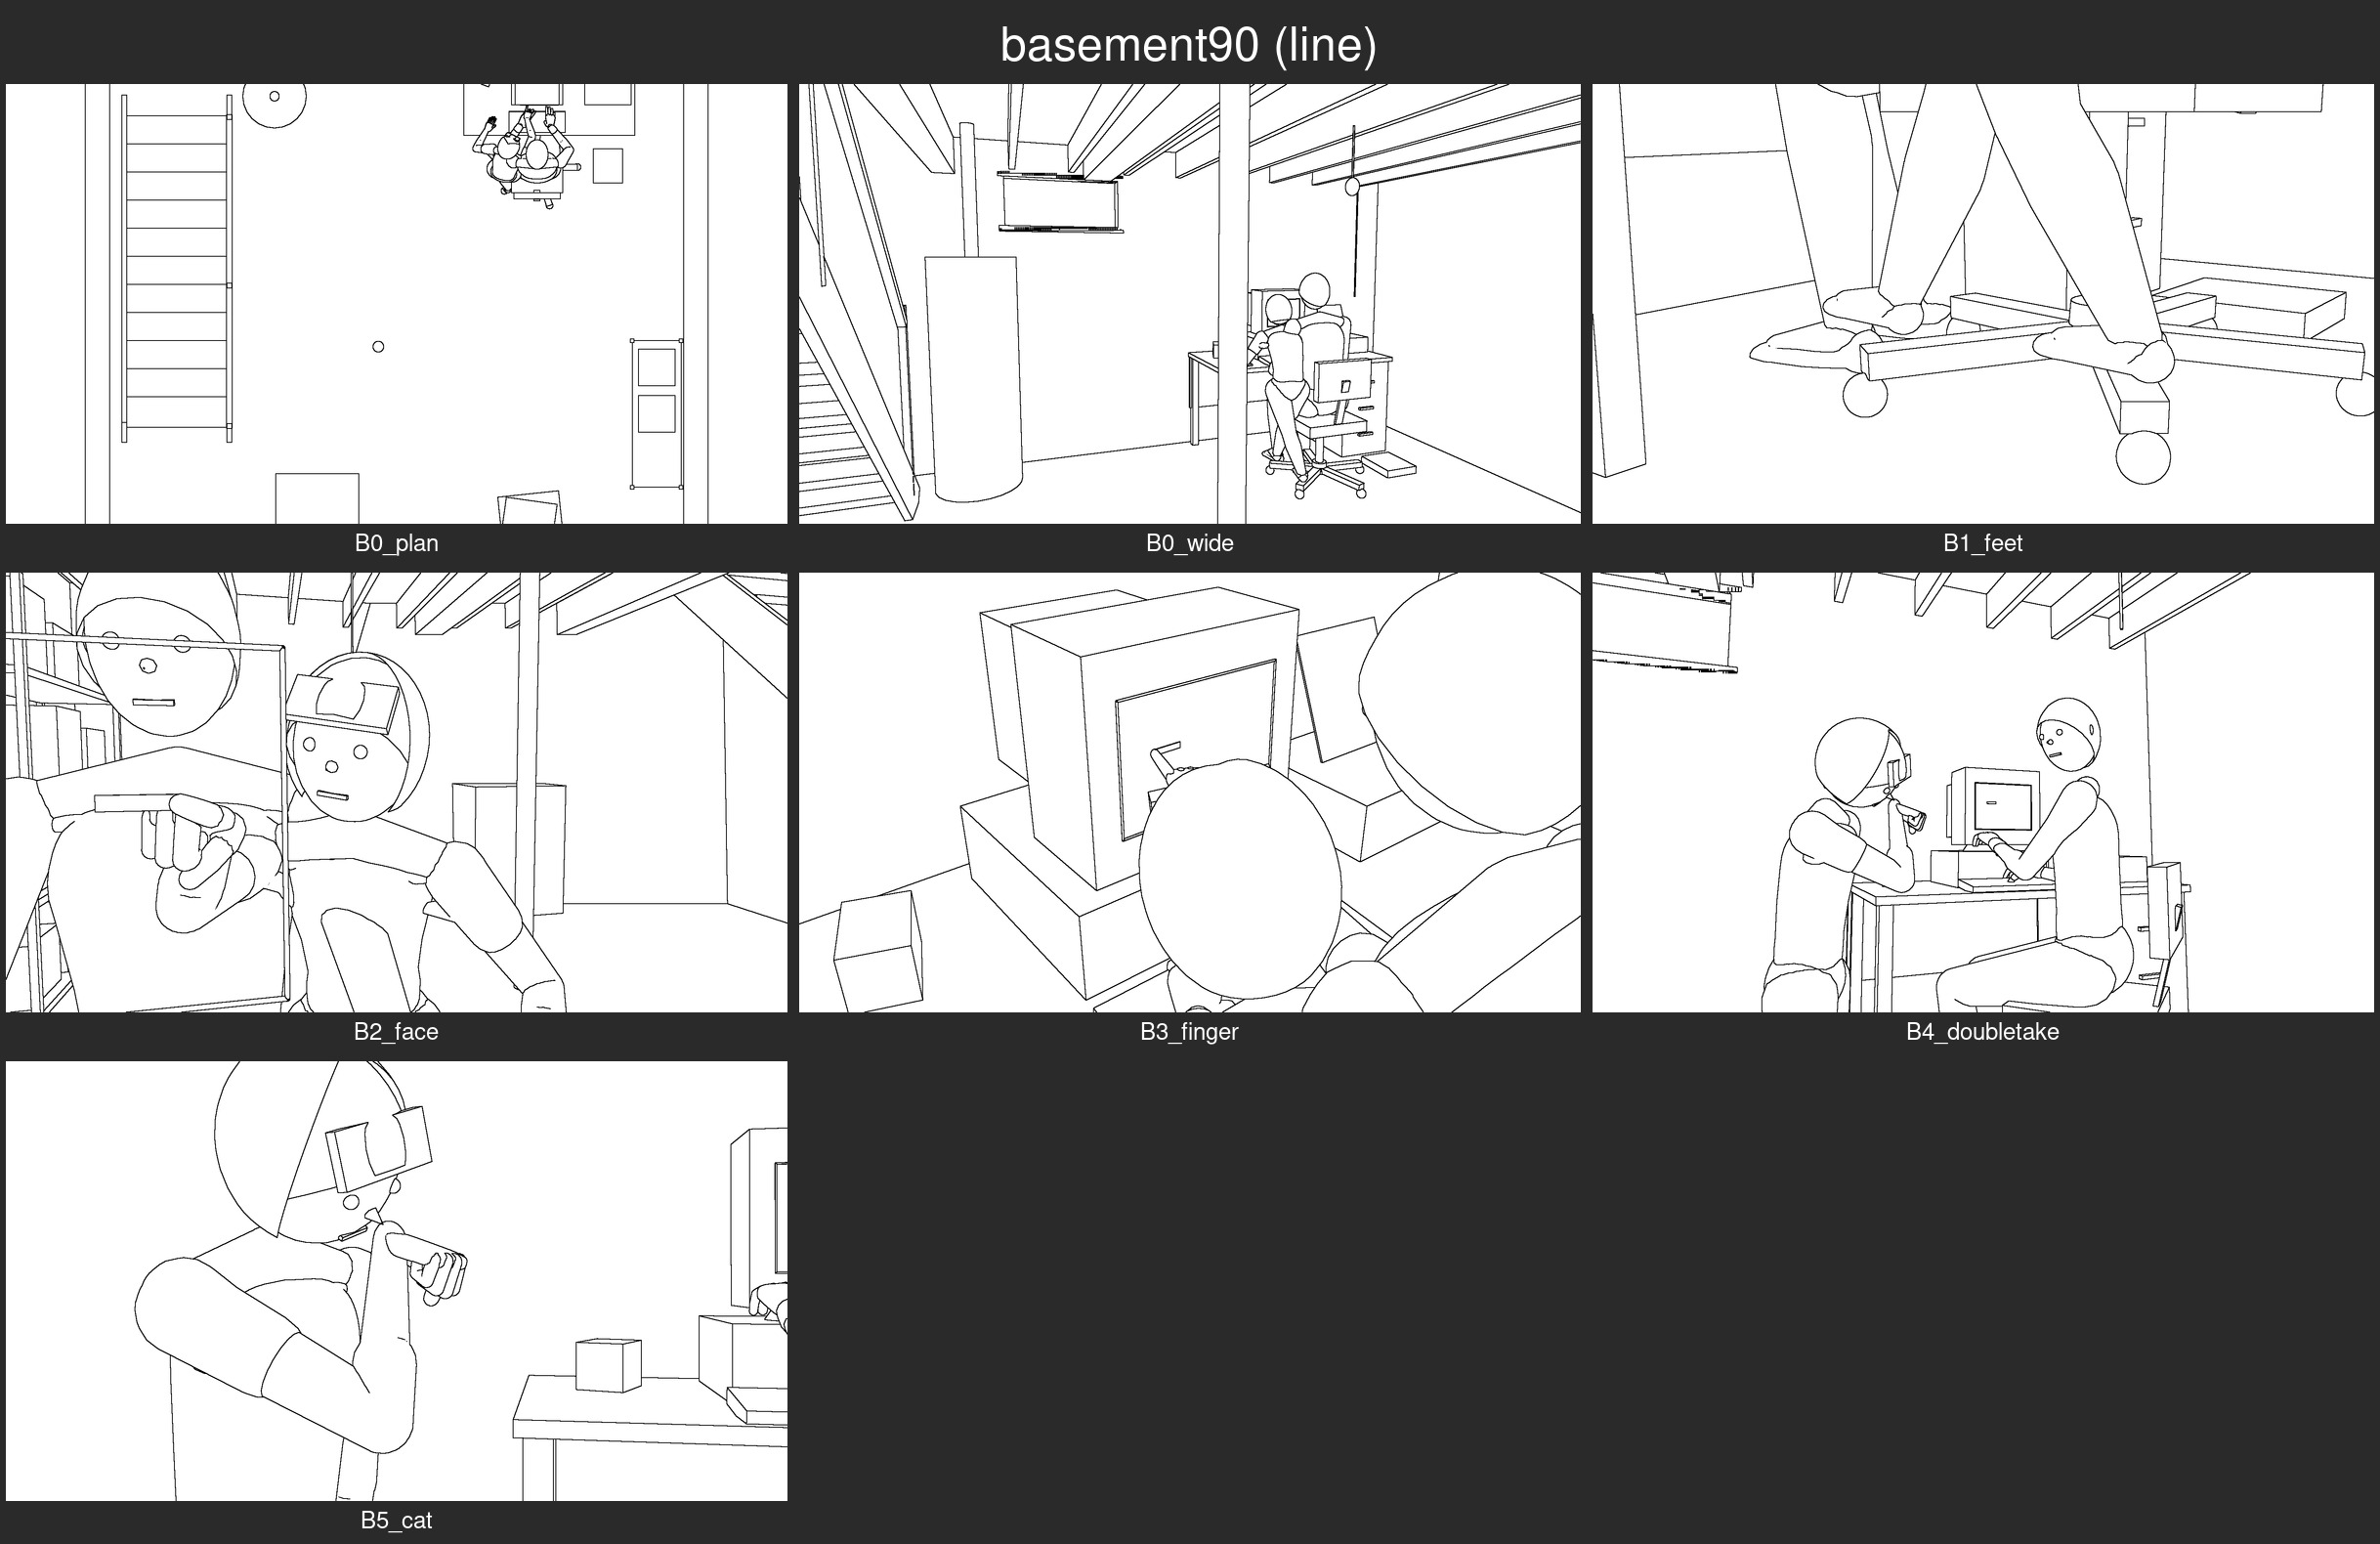 basement90 (line)
B0_plan
B0_wide
B1_feet
B2_face
B3_finger
B4_doubletake
B5_cat